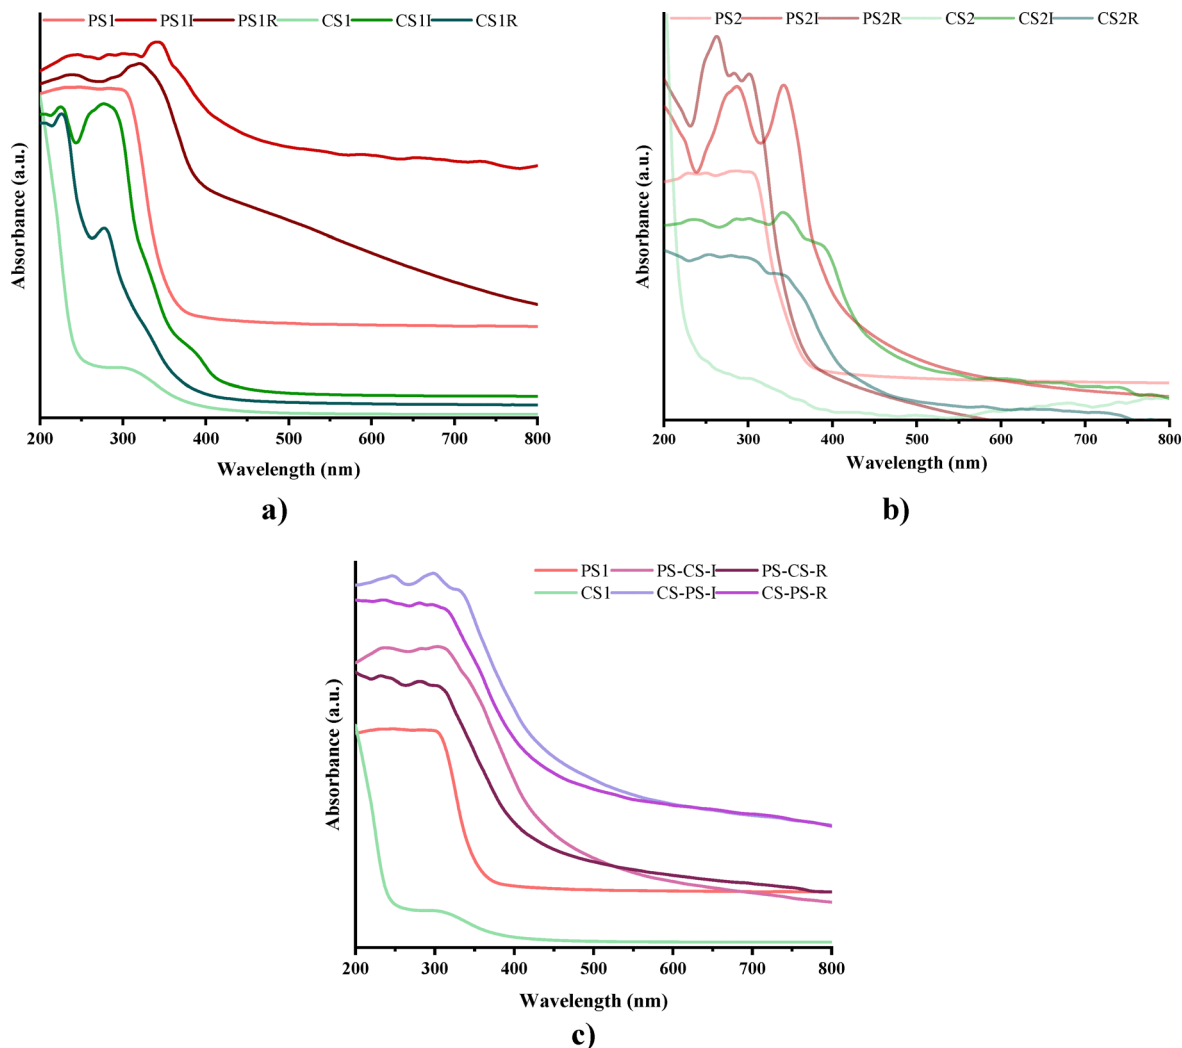 PS1 PS1I PS1R CS1 CS1I CS1R
Absorbance (a.u.)
200 300 400 500 600 700 800
Wavelength (nm)
a)
PS2 PS2I PS2R CS2 CS2I CS2R
Absorbance (a.u.)
200 300 400 500 600 700 800
Wavelength (nm)
b)
PS1 PS-CS-I PS-CS-R
CS1 CS-PS-I CS-PS-R
Absorbance (a.u.)
200 300 400 500 600 700 800
Wavelength (nm)
c)